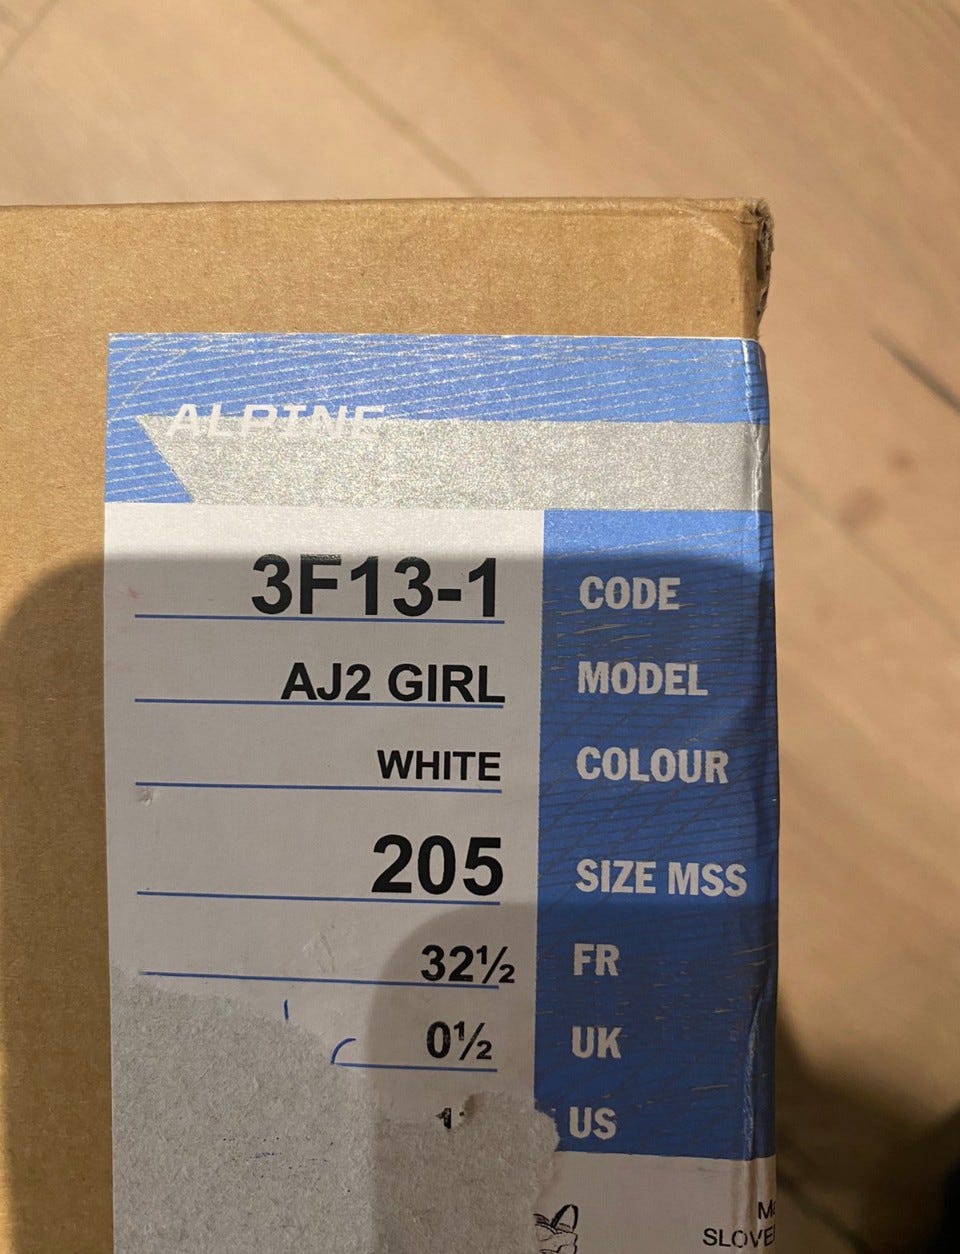 ALPINE
3F13-1 CODE
AJ2 GIRL MODEL
WHITE COLOUR
205 SIZE MSS
32½ FR
0½ UK
US